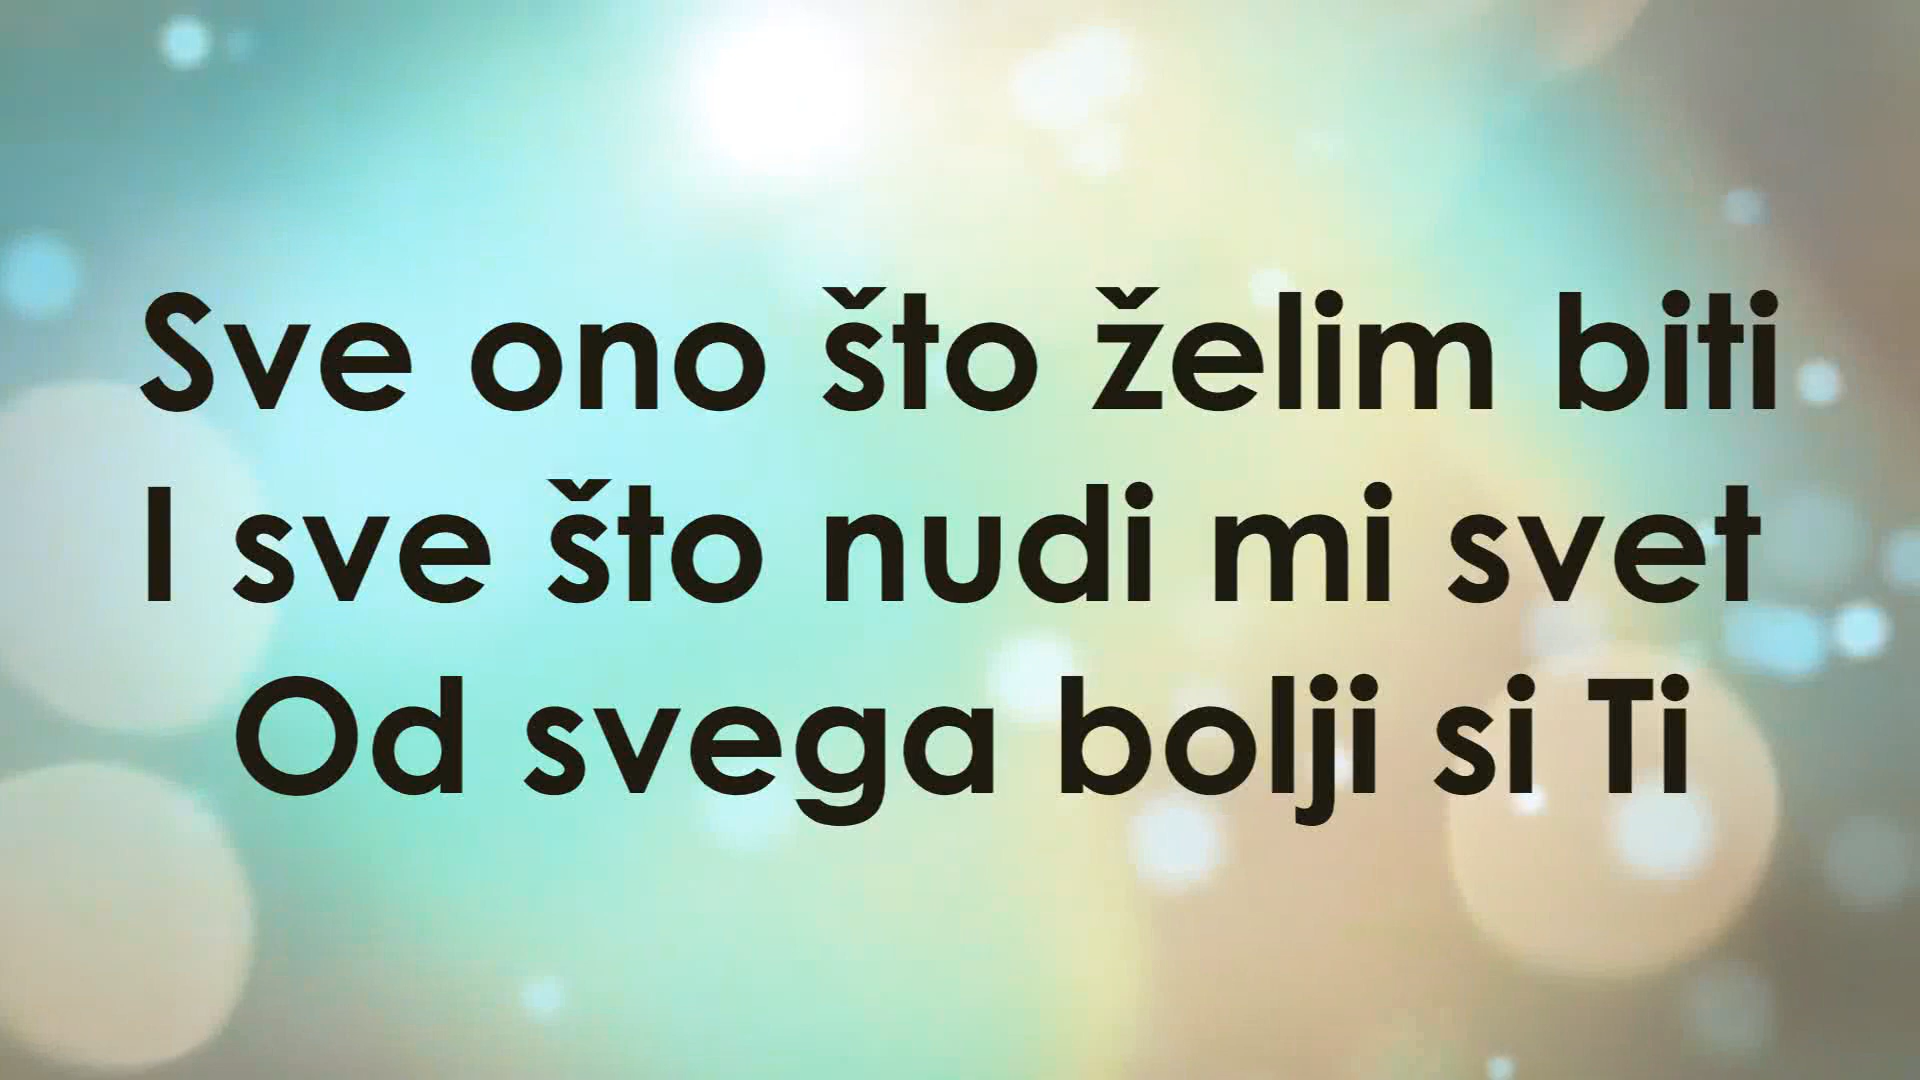 Sve ono što želim biti
I sve što nudi mi svet
Od svega bolji si Ti